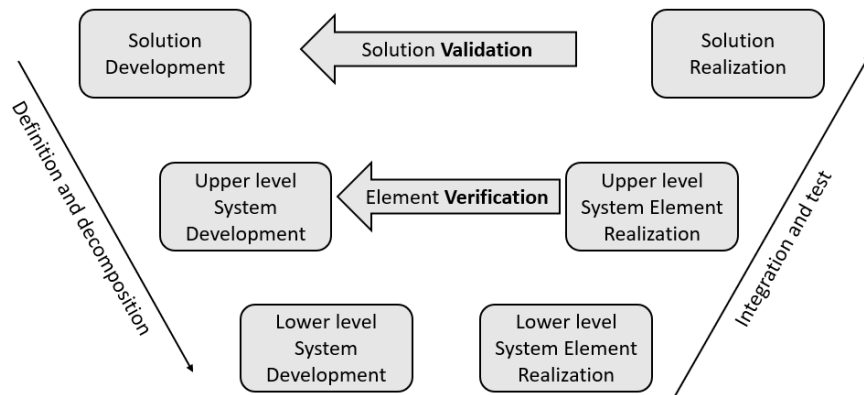 Solution
Development
Solution Validation
Solution
Realization
Definition and decomposition
Upper level
System
Development
Element Verification
Upper level
System Element
Realization
Integration and test
Lower level
System
Development
Lower level
System Element
Realization